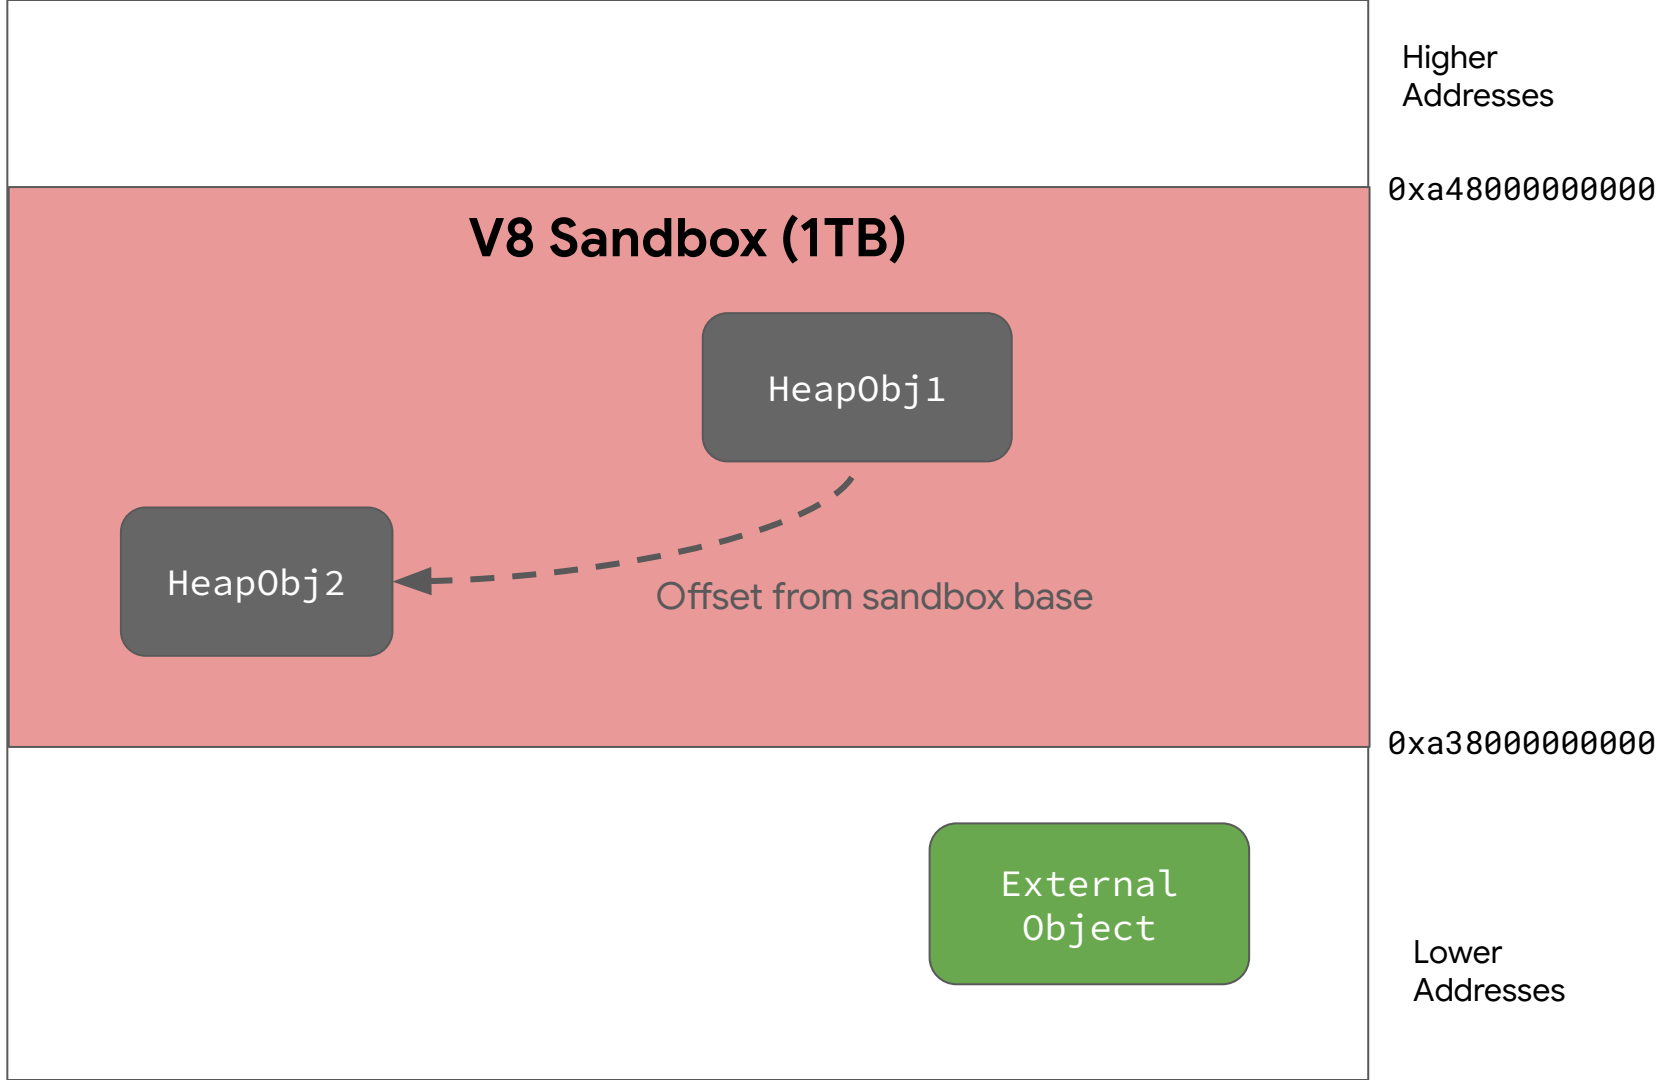 Higher
Addresses
0xa48000000000
V8 Sandbox (1TB)
HeapObj1
HeapObj2
Offset from sandbox base
0xa38000000000
External
Object
Lower
Addresses